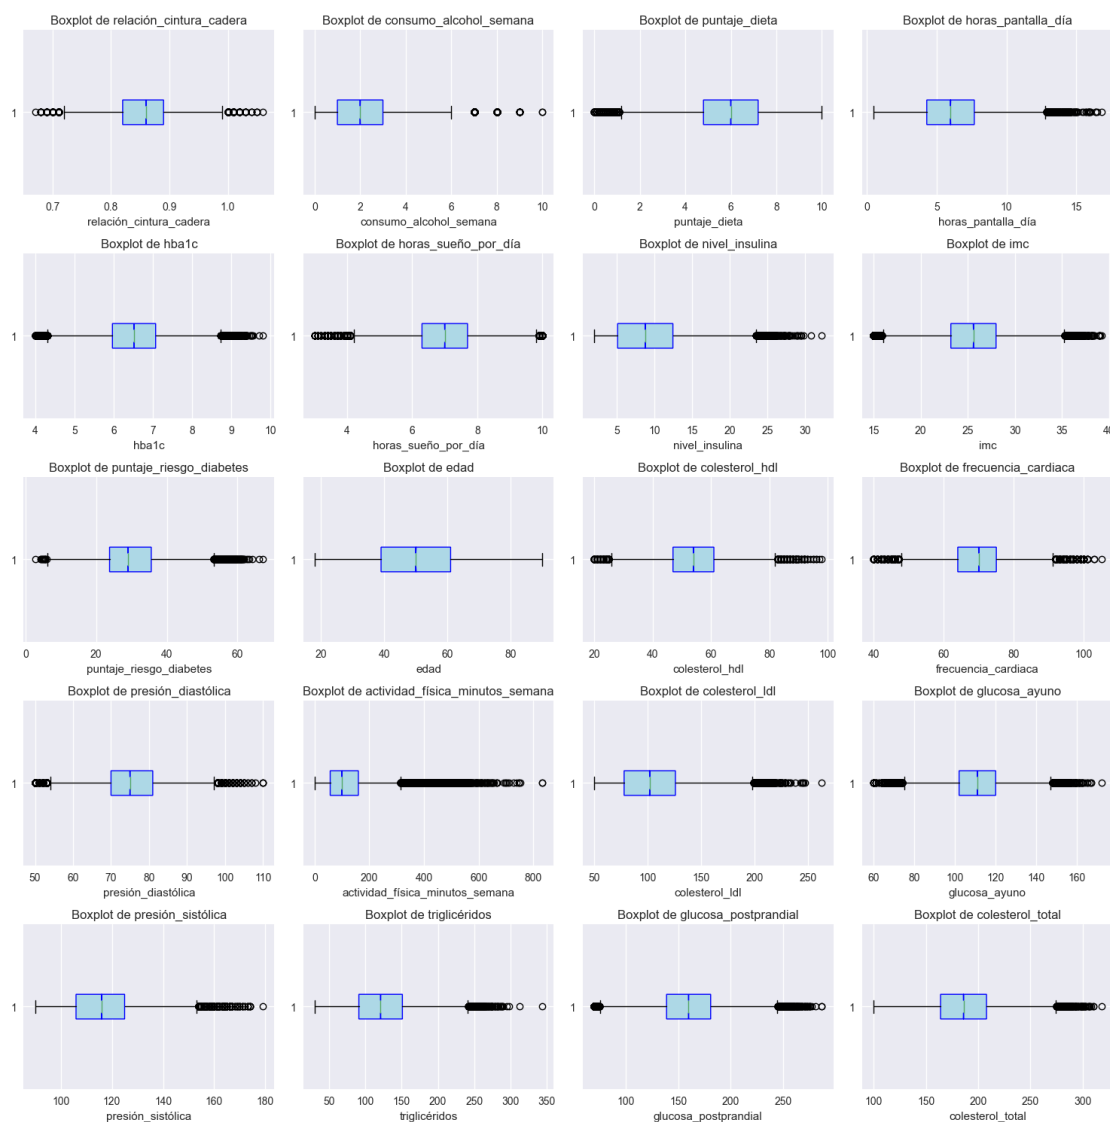 Boxplot de relación_cintura_cadera
1
0.7 0.8 0.9 1.0
relación_cintura_cadera
Boxplot de consumo_alcohol_semana
1
0 2 4 6 8 10
consumo_alcohol_semana
Boxplot de puntaje_dieta
1
0 2 4 6 8 10
puntaje_dieta
Boxplot de horas_pantalla_día
1
0 5 10 15
horas_pantalla_día
Boxplot de hba1c
1
4 5 6 7 8 9 10
hba1c
Boxplot de horas_sueño_por_día
1
4 6 8 10
horas_sueño_por_día
Boxplot de nivel_insulina
1
5 10 15 20 25 30
nivel_insulina
Boxplot de imc
1
15 20 25 30 35 40
imc
Boxplot de puntaje_riesgo_diabetes
1
0 20 40 60
puntaje_riesgo_diabetes
Boxplot de edad
1
20 40 60 80
edad
Boxplot de colesterol_hdl
1
20 40 60 80 100
colesterol_hdl
Boxplot de frecuencia_cardiaca
1
40 60 80 100
frecuencia_cardiaca
Boxplot de presión_diastólica
1
50 60 70 80 90 100 110
presión_diastólica
Boxplot de actividad_física_minutos_semana
1
0 200 400 600 800
actividad_física_minutos_semana
Boxplot de colesterol_ldl
1
50 100 150 200 250
colesterol_ldl
Boxplot de glucosa_ayuno
1
60 80 100 120 140 160
glucosa_ayuno
Boxplot de presión_sistólica
1
100 120 140 160 180
presión_sistólica
Boxplot de triglicéridos
1
50 100 150 200 250 300 350
triglicéridos
Boxplot de glucosa_postprandial
1
100 150 200 250
glucosa_postprandial
Boxplot de colesterol_total
1
100 150 200 250 300
colesterol_total